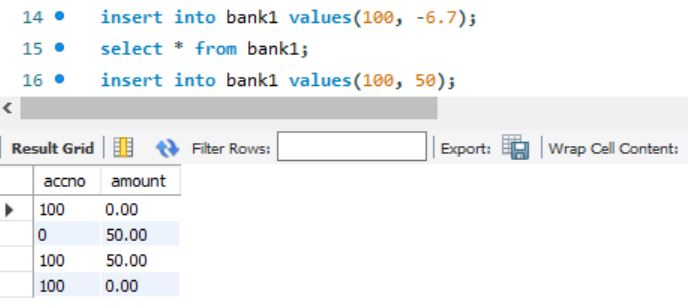 14 insert into bank1 values(100, -6.7);
15 select * from bank1;
16 insert into bank1 values(100, 50);
Result Grid Filter Rows: Export: Wrap Cell Content:
accno amount
100 0.00
0 50.00
100 50.00
100 0.00